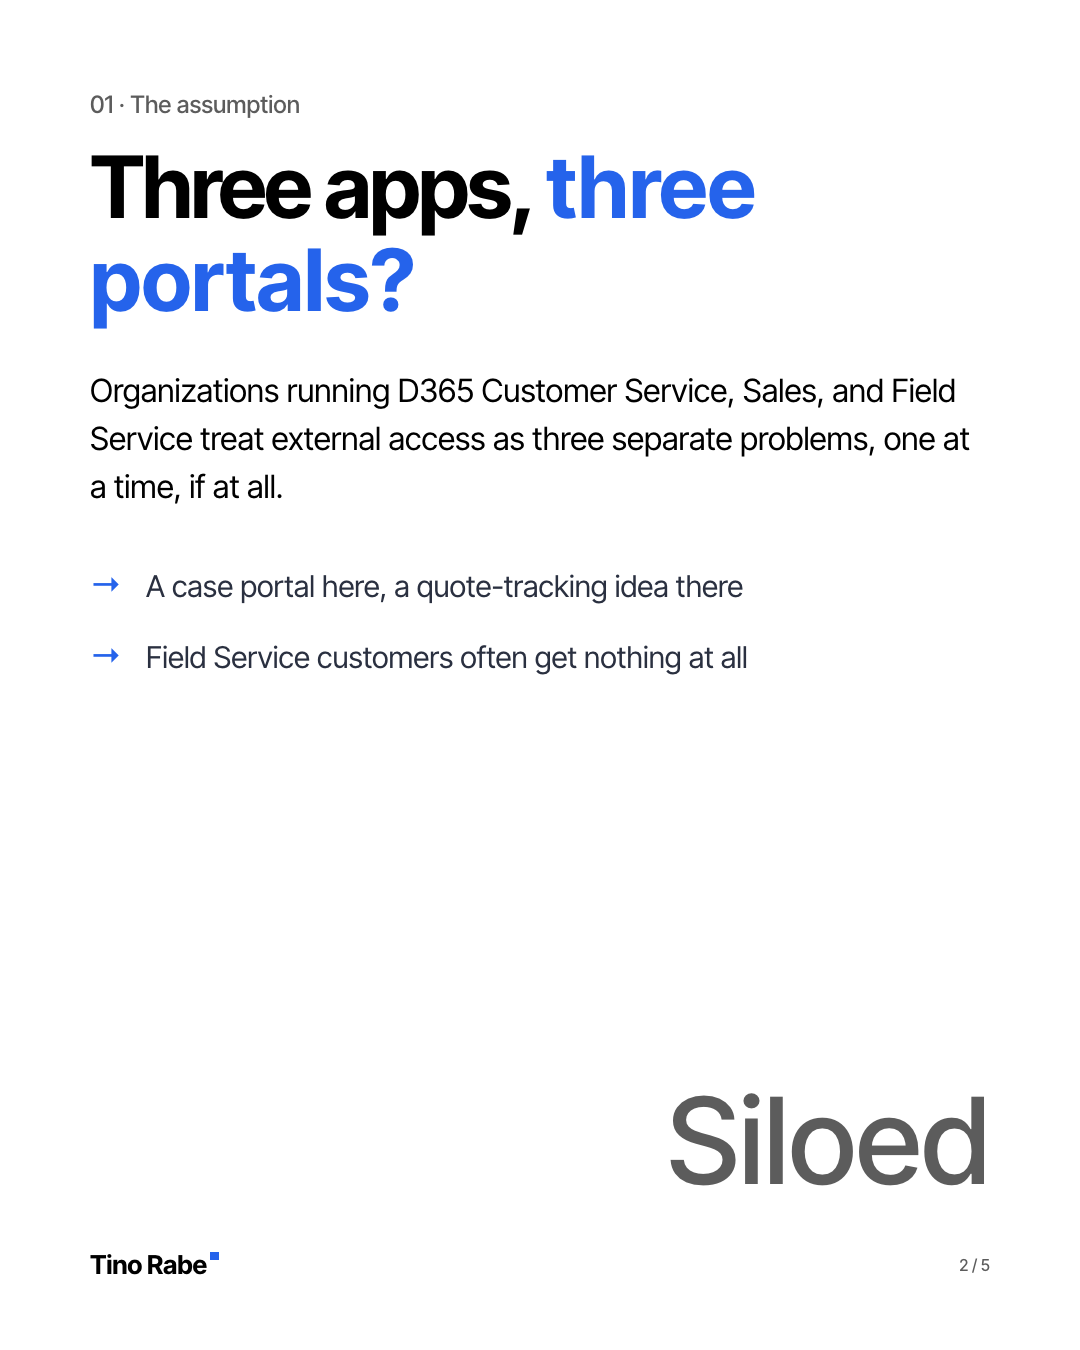 01 · The assumption
Three apps, three
portals?
Organizations running D365 Customer Service, Sales, and Field
Service treat external access as three separate problems, one at
a time, if at all.
→ A case portal here, a quote-tracking idea there
→ Field Service customers often get nothing at all
Siloed
Tino Rabe
2 / 5